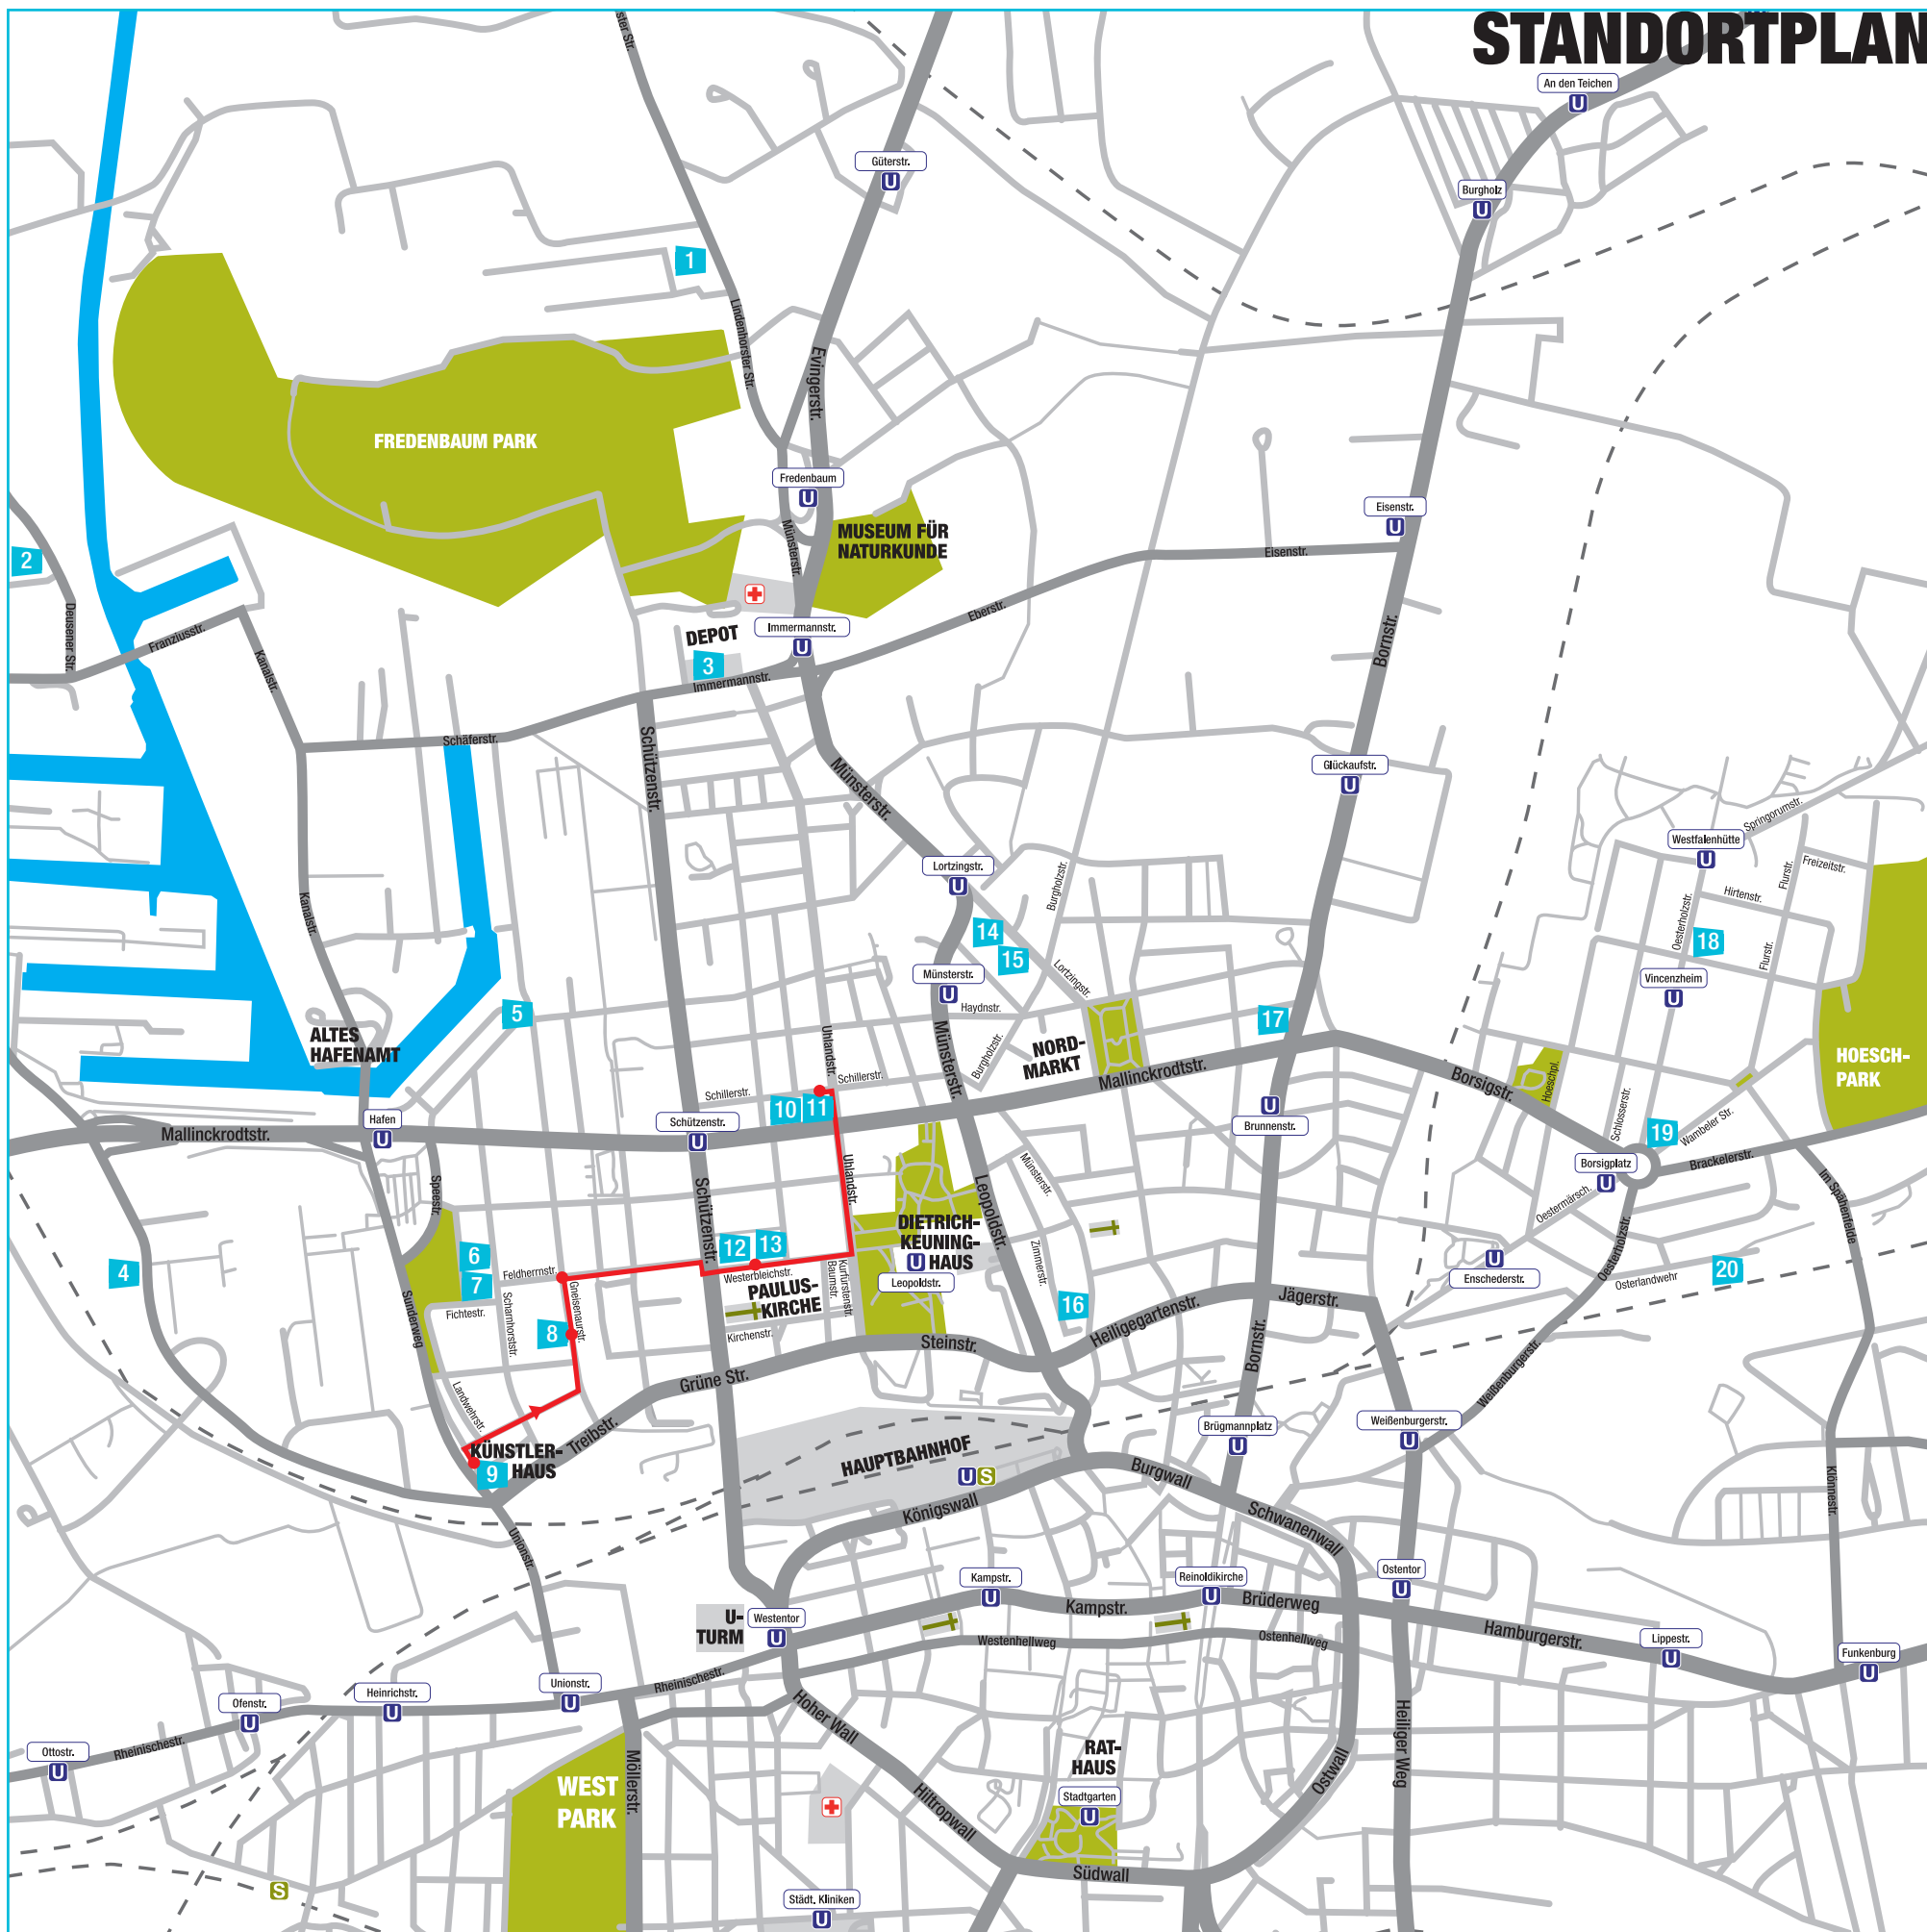 STANDORTPLAN
ster Str.
An den Teichen
U
Güterstr.
U
Burgholz
U
1
Lindenhorster Str.
Evingerstr.
FREDENBAUM PARK
Fredenbaum
U
Münsterstr.
MUSEUM FÜR
NATURKUNDE
Eisenstr.
U
Eisenstr.
2
Deusener Str.
Franziusstr.
Kanalstr.
DEPOT
3
Immermannstr.
U
Immermannstr.
Eberstr.
Bornstr.
Schäferstr.
Schützenstr.
Münsterstr.
Glückaufstr.
U
Springorumstr.
Westfalenhütte
U
Freizeitstr.
Flurstr.
Hirtenstr.
Oesterholzstr.
18
Flurstr.
Vincenzheim
U
Lortzingstr.
U
Burgholzstr.
14
15
Lortzingstr.
Münsterstr.
U
Haydnstr.
Burgholzstr.
Kanalstr.
5
ALTES
HAFENAMT
Uhlandstr.
Münsterstr.
NORD-
MARKT
17
Mallinckrodtstr.
Borsigstr.
Hoeschpl.
HOESCH-
PARK
Schillerstr.
Schillerstr.
10
11
Hafen
U
Mallinckrodtstr.
Schützenstr.
U
Brunnenstr.
U
Schlosserstr.
19
Wambeler Str.
Borsigplatz
U
Brackelerstr.
Im Spähenfelde
Oestermärsch.
Oesterholzstr.
Speestr.
Schützenstr.
Uhlandstr.
Leopoldstr.
Münsterstr.
Zimmerstr.
DIETRICH-
KEUNING-
HAUS
U
Leopoldstr.
12
13
Westerbleichstr.
PAULUS-
KIRCHE
Kirchenstr.
Baumstr.
Kurfürstenstr.
4
6
7
Feldherrnstr.
Fichtestr.
Scharnhorststr.
Gneisenaustr.
8
Sunderweg
Landwehrstr.
KÜNSTLER-
HAUS
9
Treibstr.
Grüne Str.
Steinstr.
16
Heiligegartenstr.
Jägerstr.
Bornstr.
Enschederstr.
U
Osterlandwehr
20
Weißenburgerstr.
Weißenburgerstr.
U
Brügmannplatz
U
HAUPTBAHNHOF
U
S
Königswall
Burgwall
Schwanenwall
Klönnestr.
Unionstr.
U-
TURM
Westentor
U
Kampstr.
U
Kampstr.
Reinoldikirche
U
Brüderweg
Ostentor
U
Hamburgerstr.
Lippestr.
U
Funkenburg
U
Westenhellweg
Ostenhellweg
Rheinischestr.
Unionstr.
U
Heinrichstr.
U
Ofenstr.
U
Ottostr.
U
Rheinischestr.
Hoher Wall
Hiltropwall
Möllerstr.
WEST
PARK
RAT-
HAUS
Stadtgarten
U
Ostwall
Heiliger Weg
Südwall
S
Städt. Kliniken
U